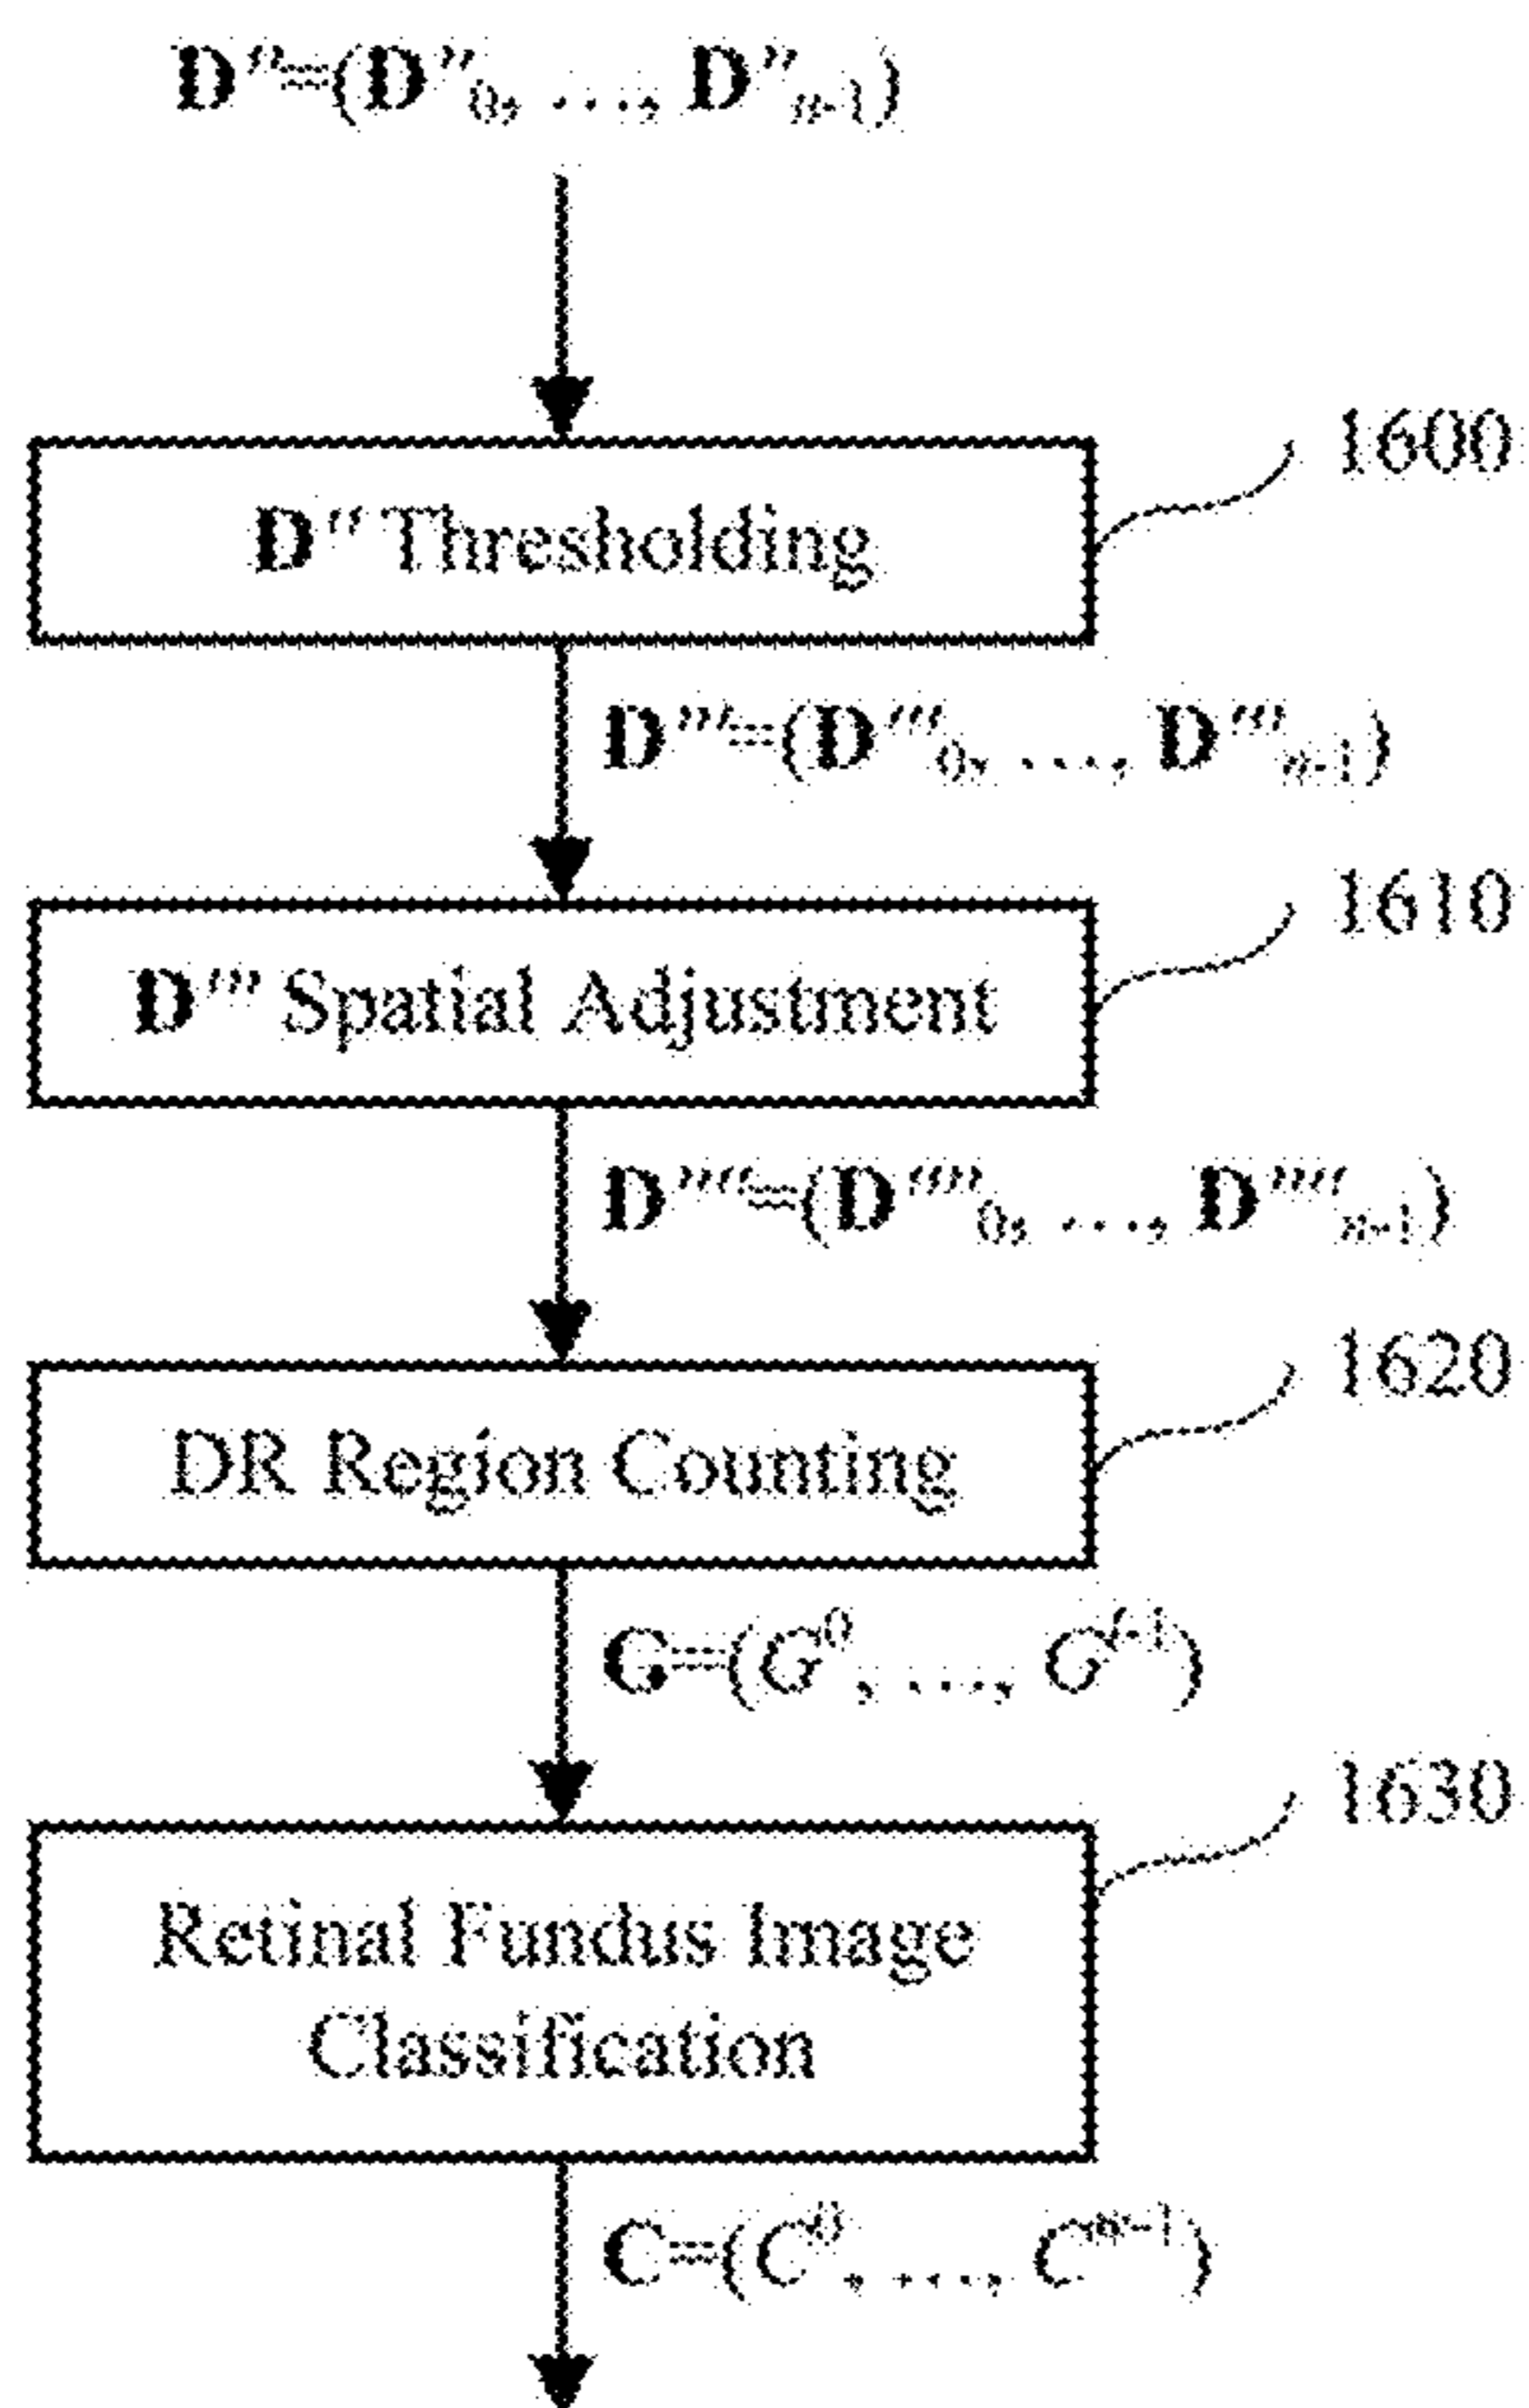 D''=(D''₀, ..., D''ₙ₋₁)
1600
D'' Thresholding
D'''=(D'''₀, ..., D'''ₙ₋₁)
1610
D''' Spatial Adjustment
D''''=(D''''₀, ..., D''''ₙ₋₁)
1620
DR Region Counting
G=(G⁰, ..., Gˡ⁻¹)
1630
Retinal Fundus Image
Classification
C=(C⁰, ..., Cⁿ⁻¹)